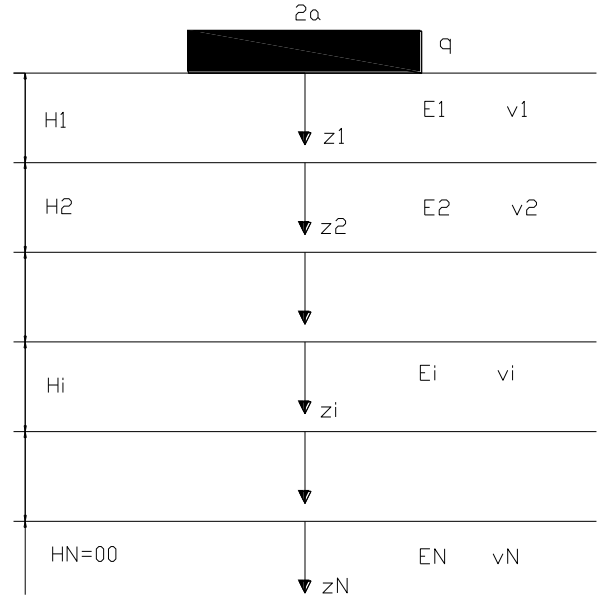 2a
q
H1 E1 v1
z1
H2 E2 v2
z2
Hi Ei vi
zi
HN=00 EN vN
zN